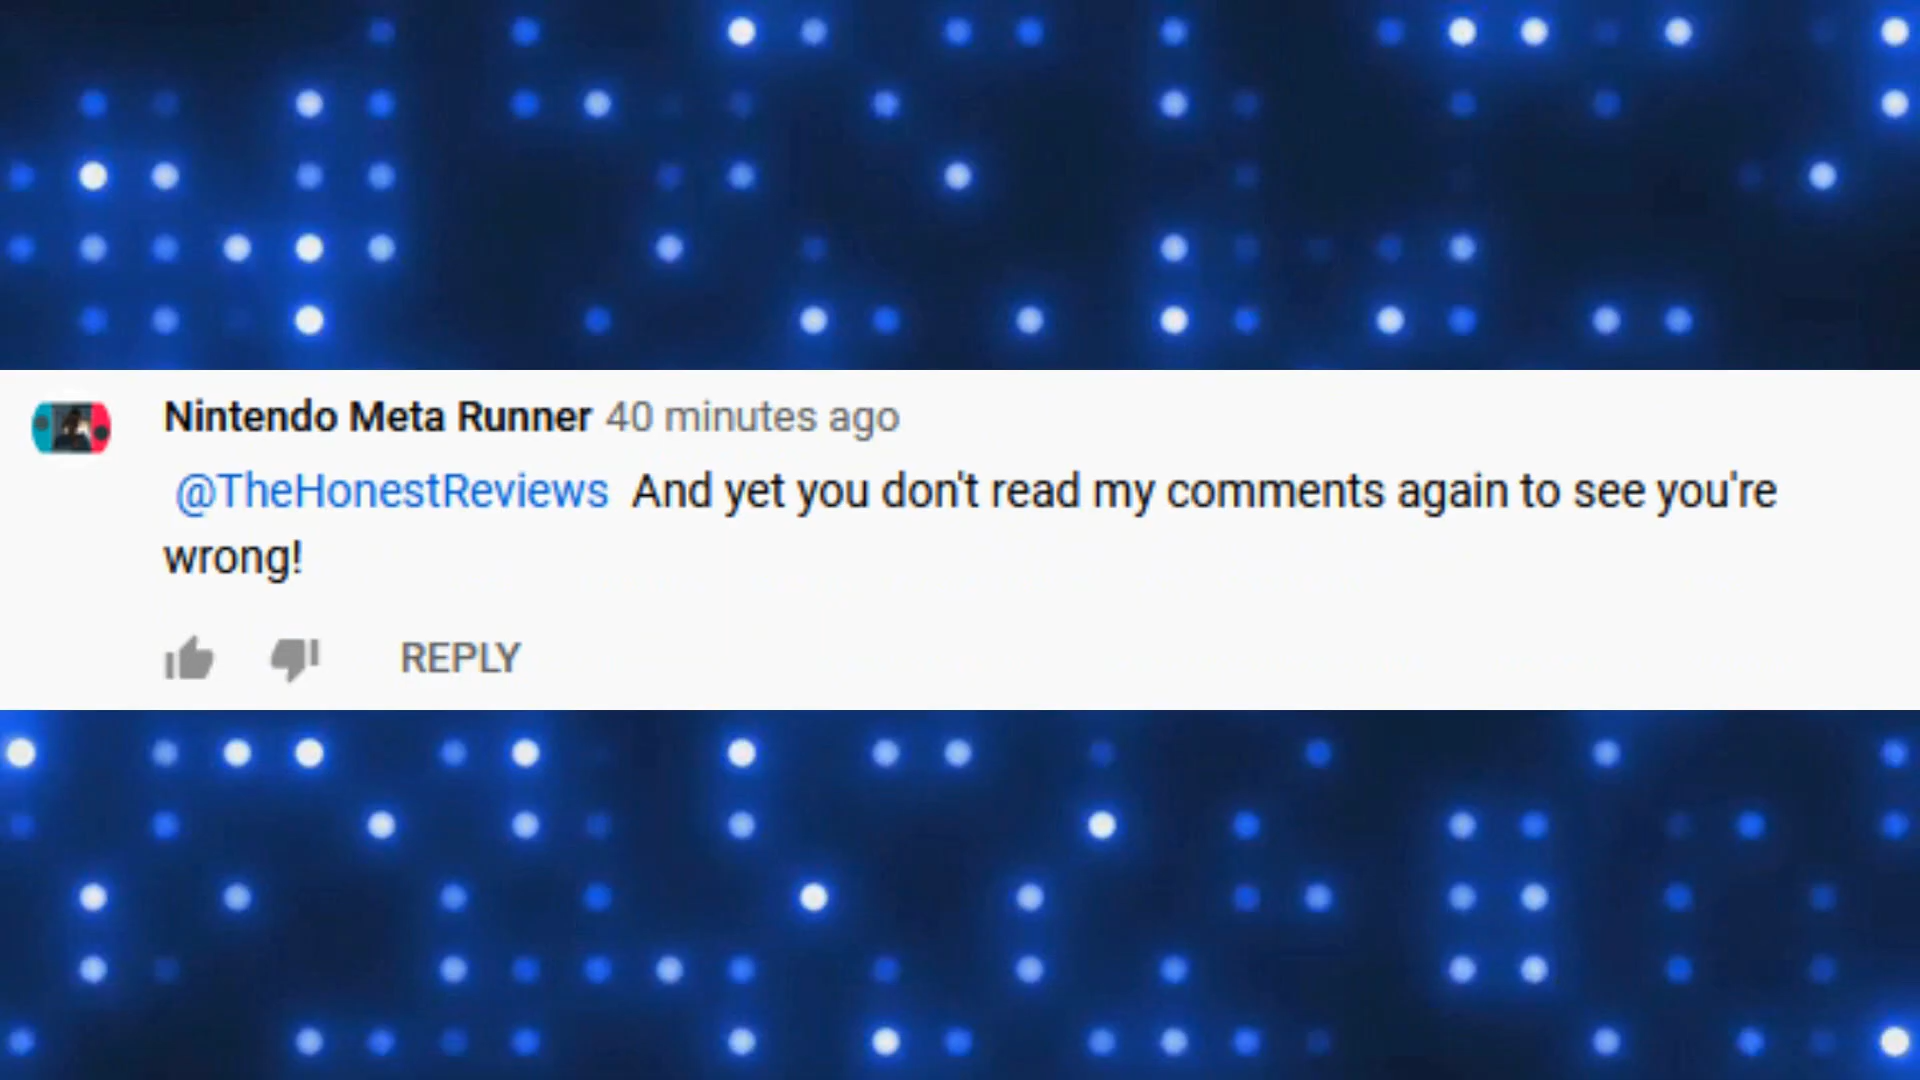 Nintendo Meta Runner 40 minutes ago
@TheHonestReviews And yet you don't read my comments again to see you're
wrong!
REPLY